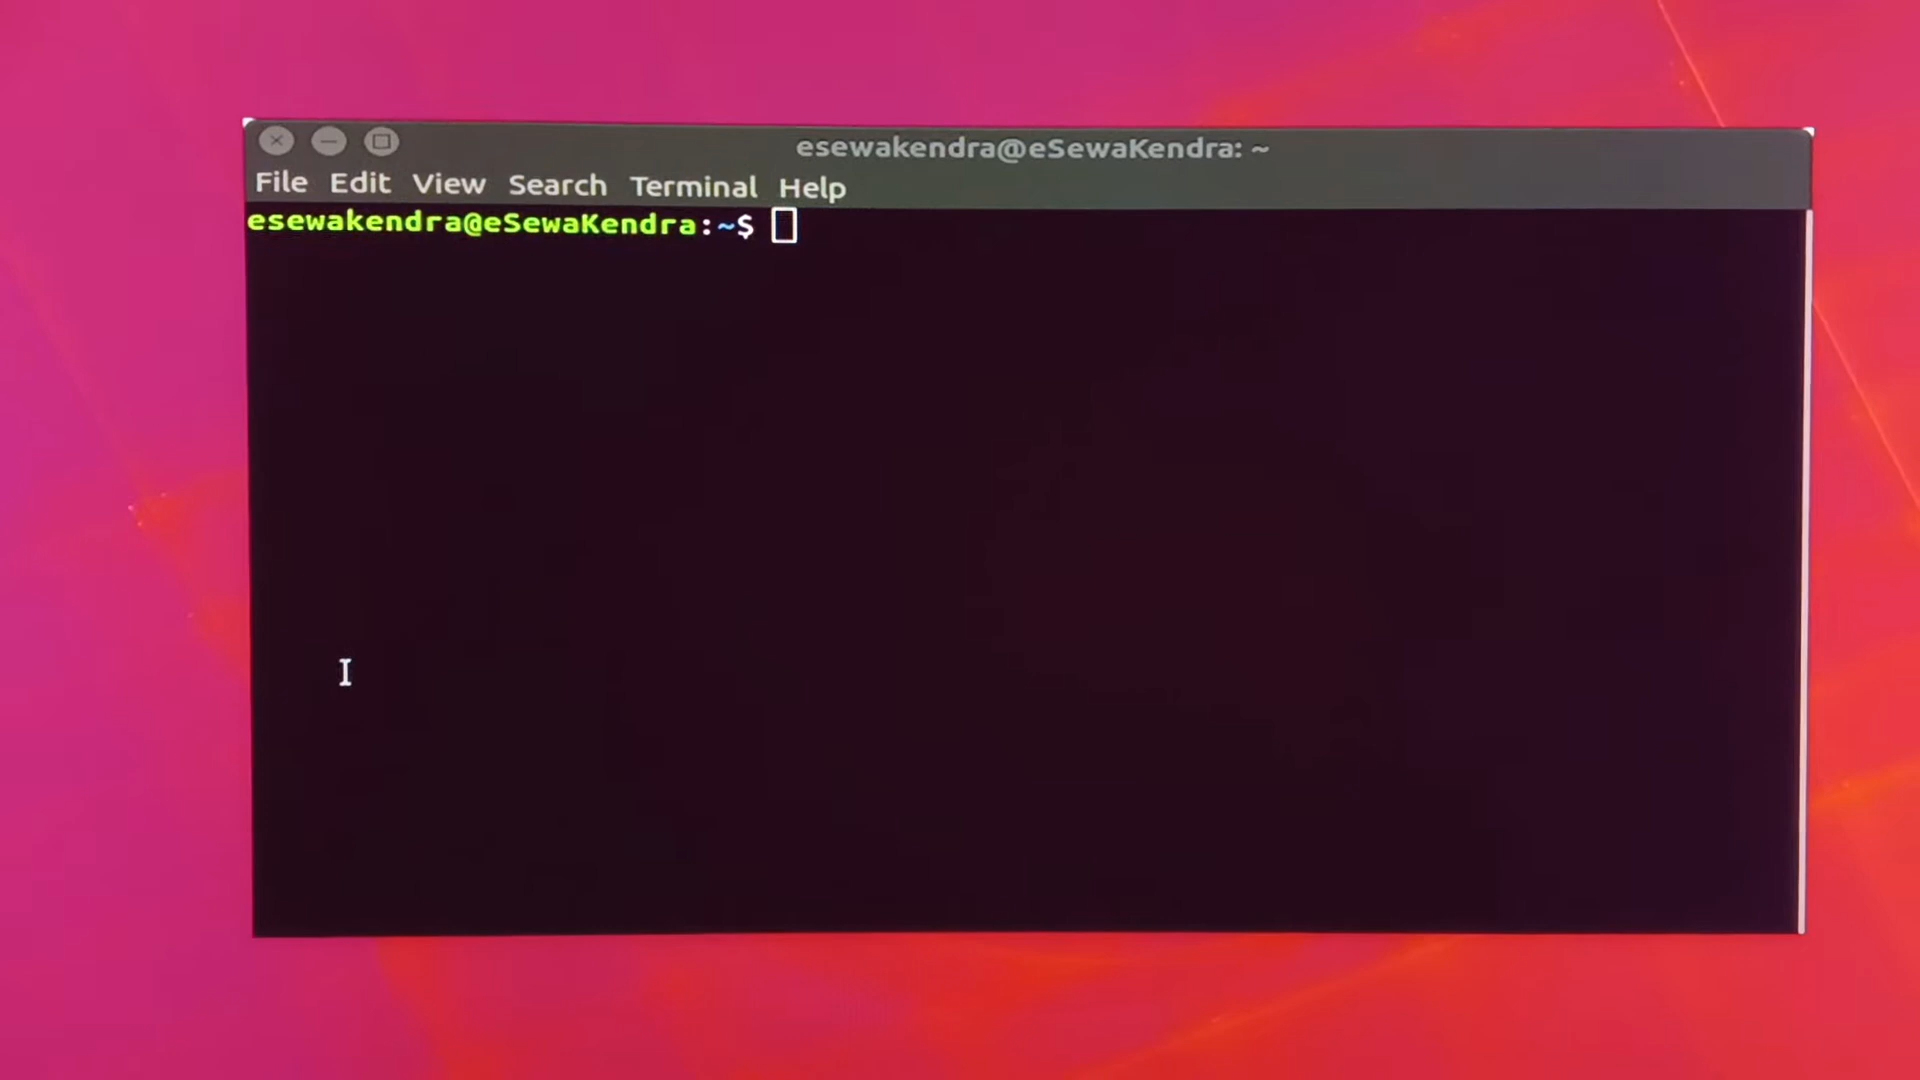 esewakendra@eSewaKendra: ~
File Edit View Search Terminal Help
esewakendra@eSewaKendra:~$